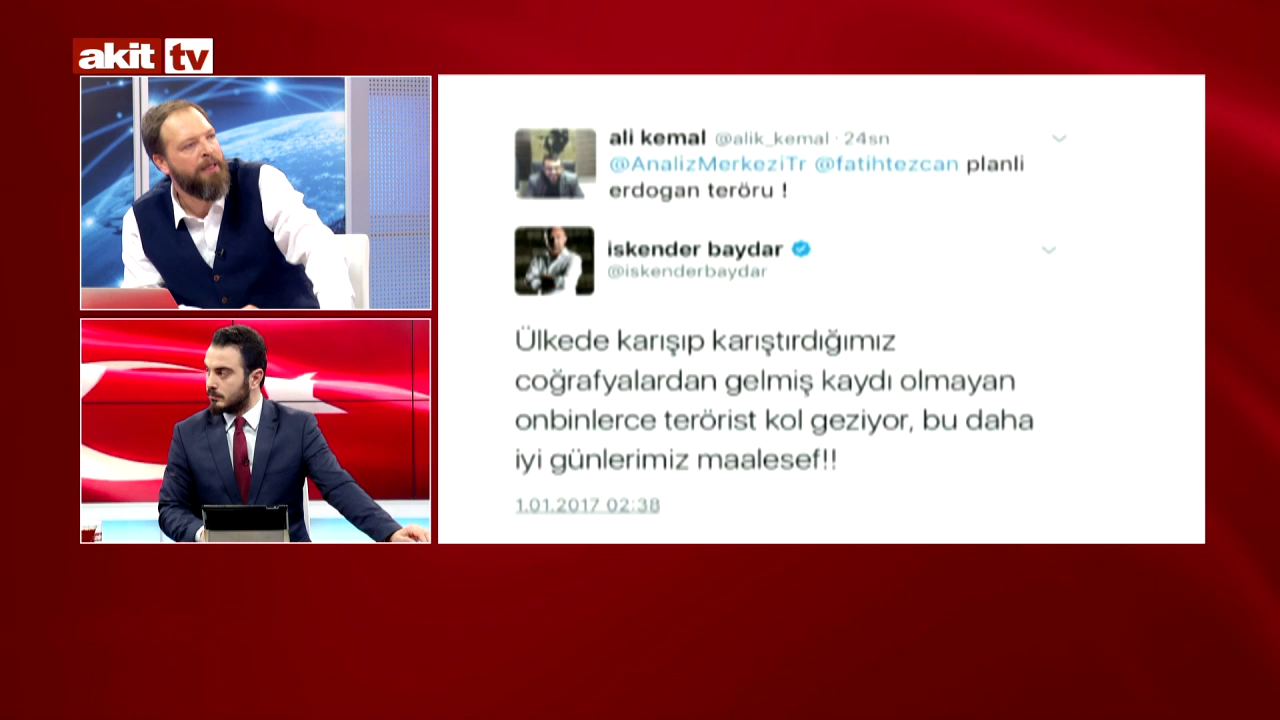 akit tv
ali kemal @alik_kemal · 24sn
@AnalizMerkeziTr @fatihtezcan planli
erdogan teröru !
iskender baydar
@iskenderbaydar
Ülkede karışıp karıştırdığımız
coğrafyalardan gelmiş kaydı olmayan
onbinlerce terörist kol geziyor, bu daha
iyi günlerimiz maalesef!!
1.01.2017 02:38